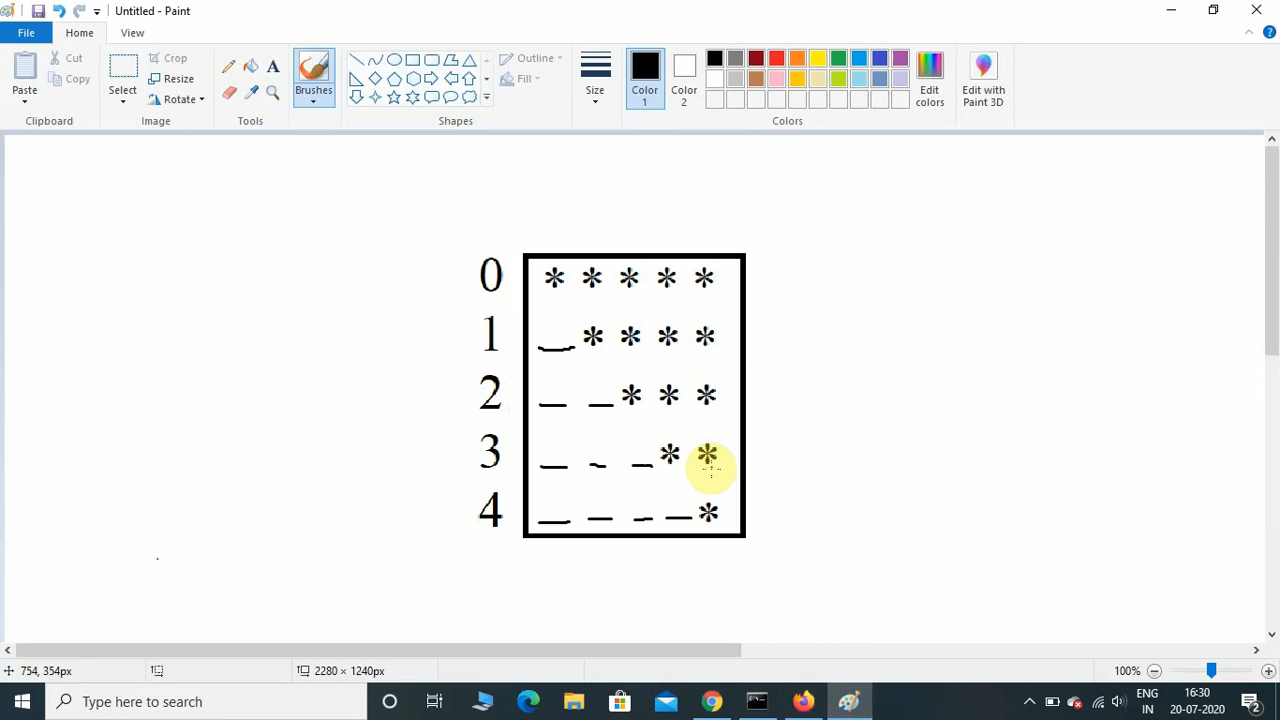 Untitled - Paint
File Home View
Paste Cut Copy Select Crop Resize Rotate Brushes Outline Fill Size Color 1 Color 2 Edit colors Edit with Paint 3D
Clipboard Image Tools Shapes Colors
0 * * * * *
1 _ * * * *
2 _ _ * * *
3 _ _ _ * *
4 _ _ _ _ *
754, 354px 2280 × 1240px 100%
Type here to search ENG IN 16:30 20-07-2020 2